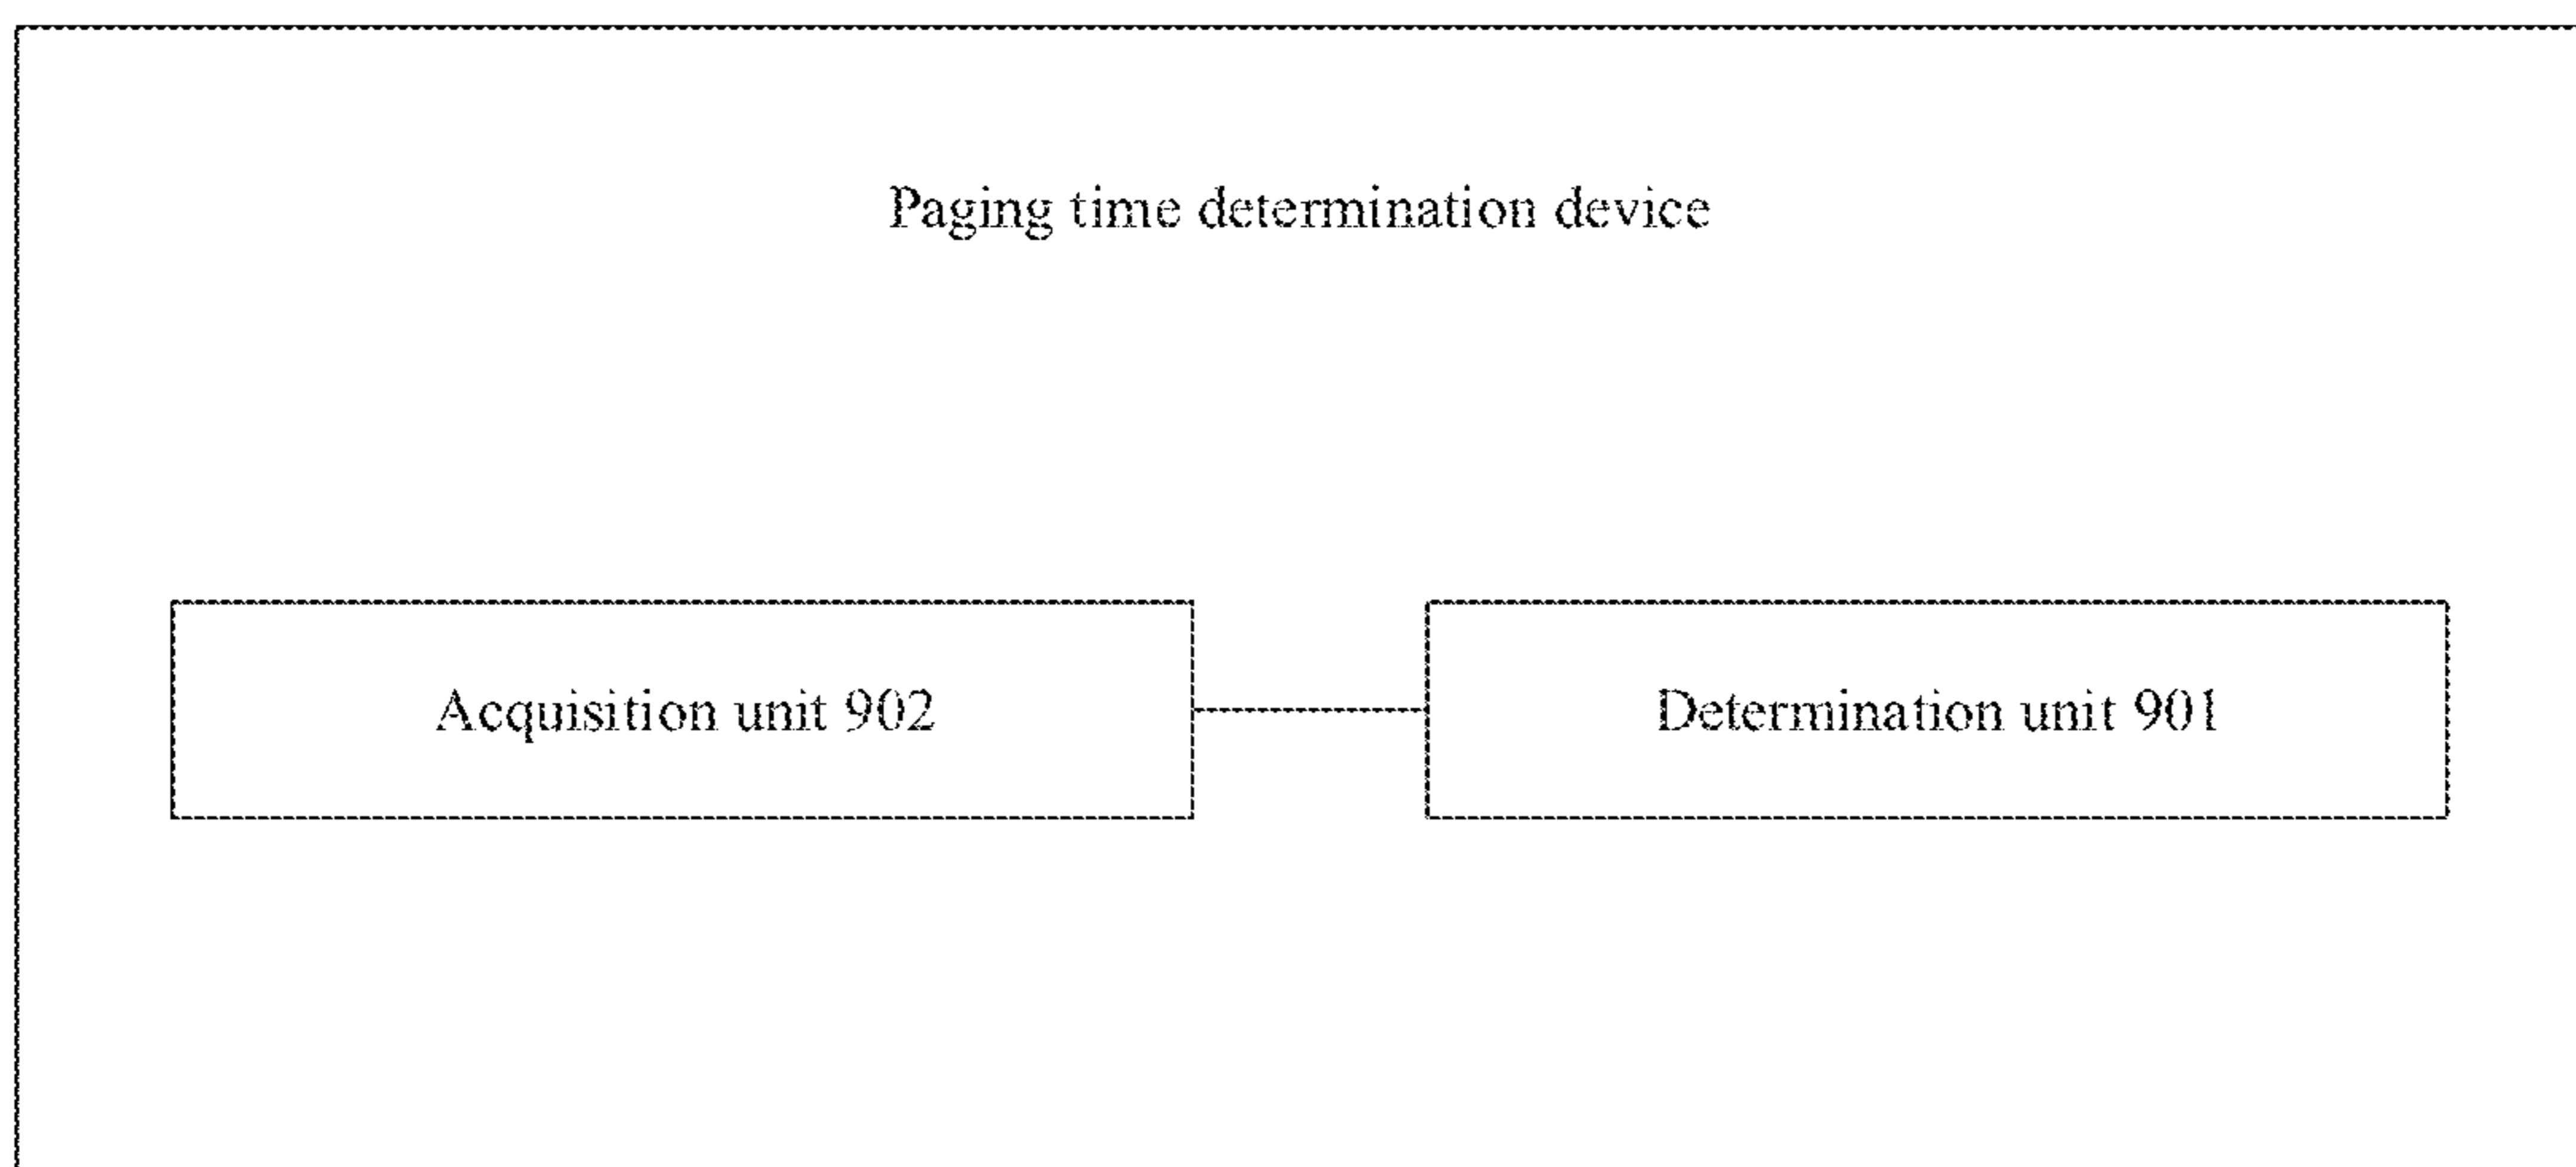 Paging time determination device
Acquisition unit 902
Determination unit 901